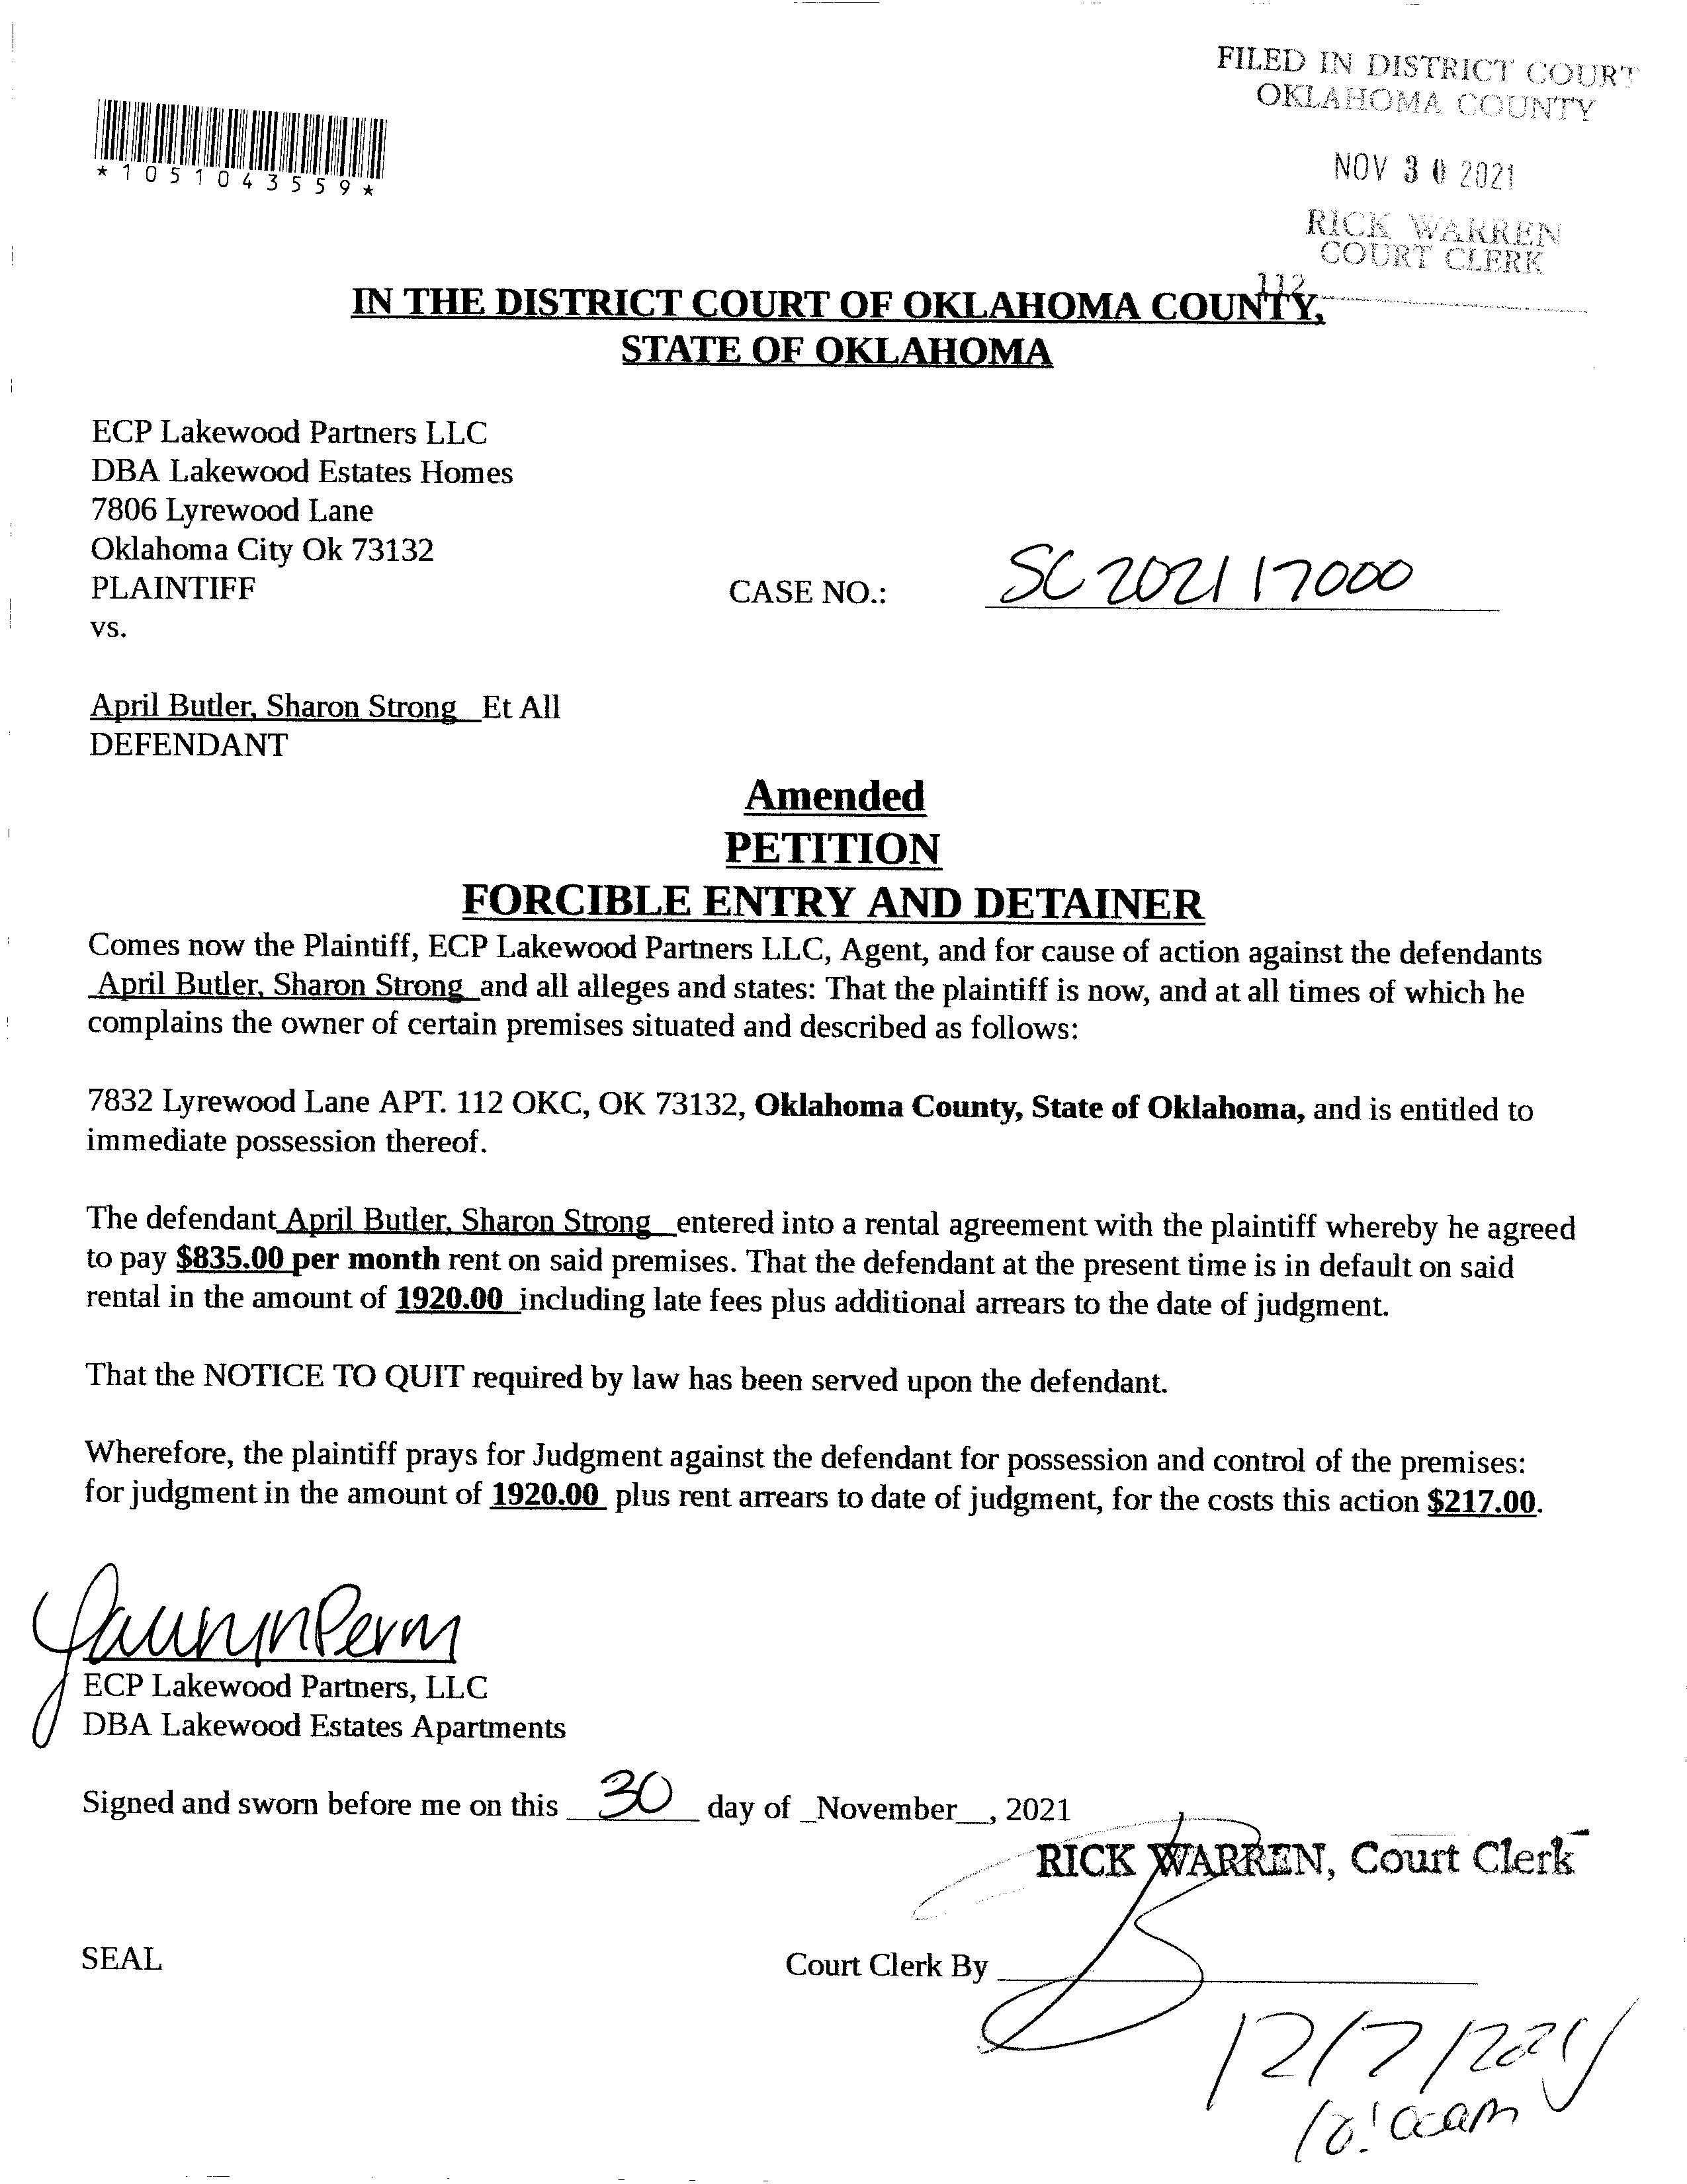 FILED IN DISTRICT COURT
OKLAHOMA COUNTY
NOV 30 2021
RICK WARREN
COURT CLERK
112
*1051043559*
IN THE DISTRICT COURT OF OKLAHOMA COUNTY,
STATE OF OKLAHOMA
ECP Lakewood Partners LLC
DBA Lakewood Estates Homes
7806 Lyrewood Lane
Oklahoma City Ok 73132
PLAINTIFF
CASE NO.: SC 2021 17000
vs.
April Butler, Sharon Strong Et All
DEFENDANT
Amended
PETITION
FORCIBLE ENTRY AND DETAINER
Comes now the Plaintiff, ECP Lakewood Partners LLC, Agent, and for cause of action against the defendants
April Butler, Sharon Strong and all alleges and states: That the plaintiff is now, and at all times of which he
complains the owner of certain premises situated and described as follows:
7832 Lyrewood Lane APT. 112 OKC, OK 73132, Oklahoma County, State of Oklahoma, and is entitled to
immediate possession thereof.
The defendant April Butler, Sharon Strong entered into a rental agreement with the plaintiff whereby he agreed
to pay $835.00 per month rent on said premises. That the defendant at the present time is in default on said
rental in the amount of 1920.00 including late fees plus additional arrears to the date of judgment.
That the NOTICE TO QUIT required by law has been served upon the defendant.
Wherefore, the plaintiff prays for Judgment against the defendant for possession and control of the premises:
for judgment in the amount of 1920.00 plus rent arrears to date of judgment, for the costs this action $217.00.
ECP Lakewood Partners, LLC
DBA Lakewood Estates Apartments
Signed and sworn before me on this 30 day of _November__, 2021
RICK WARREN, Court Clerk
SEAL
Court Clerk By
12/7/2021